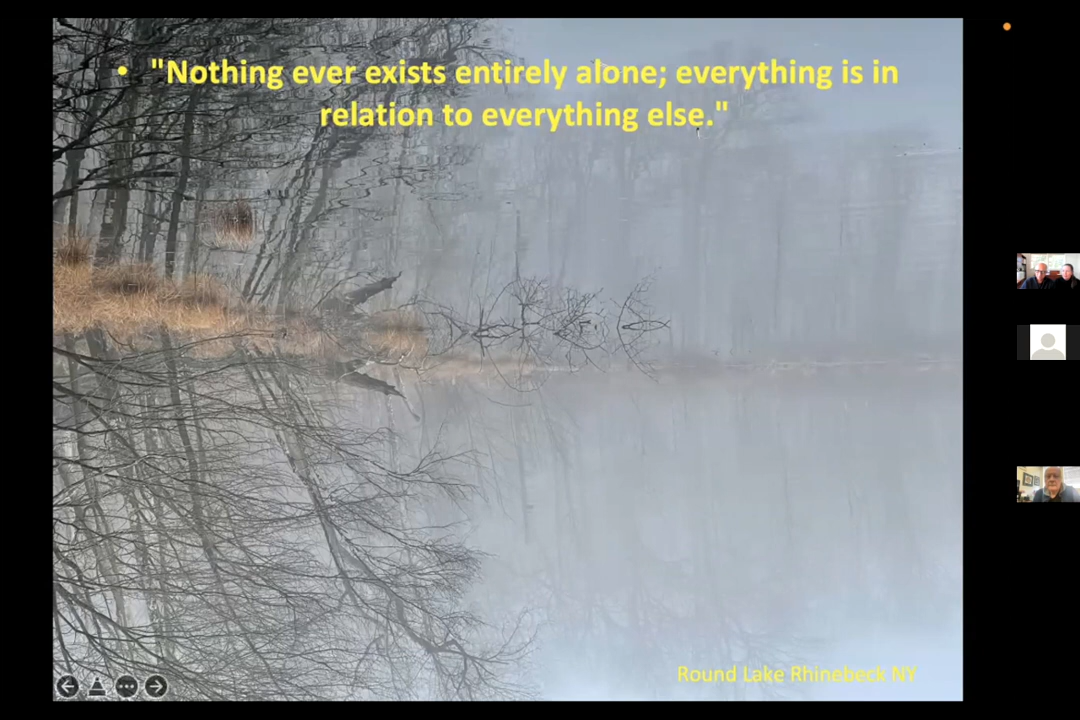 • "Nothing ever exists entirely alone; everything is in
relation to everything else."
Round Lake Rhinebeck NY